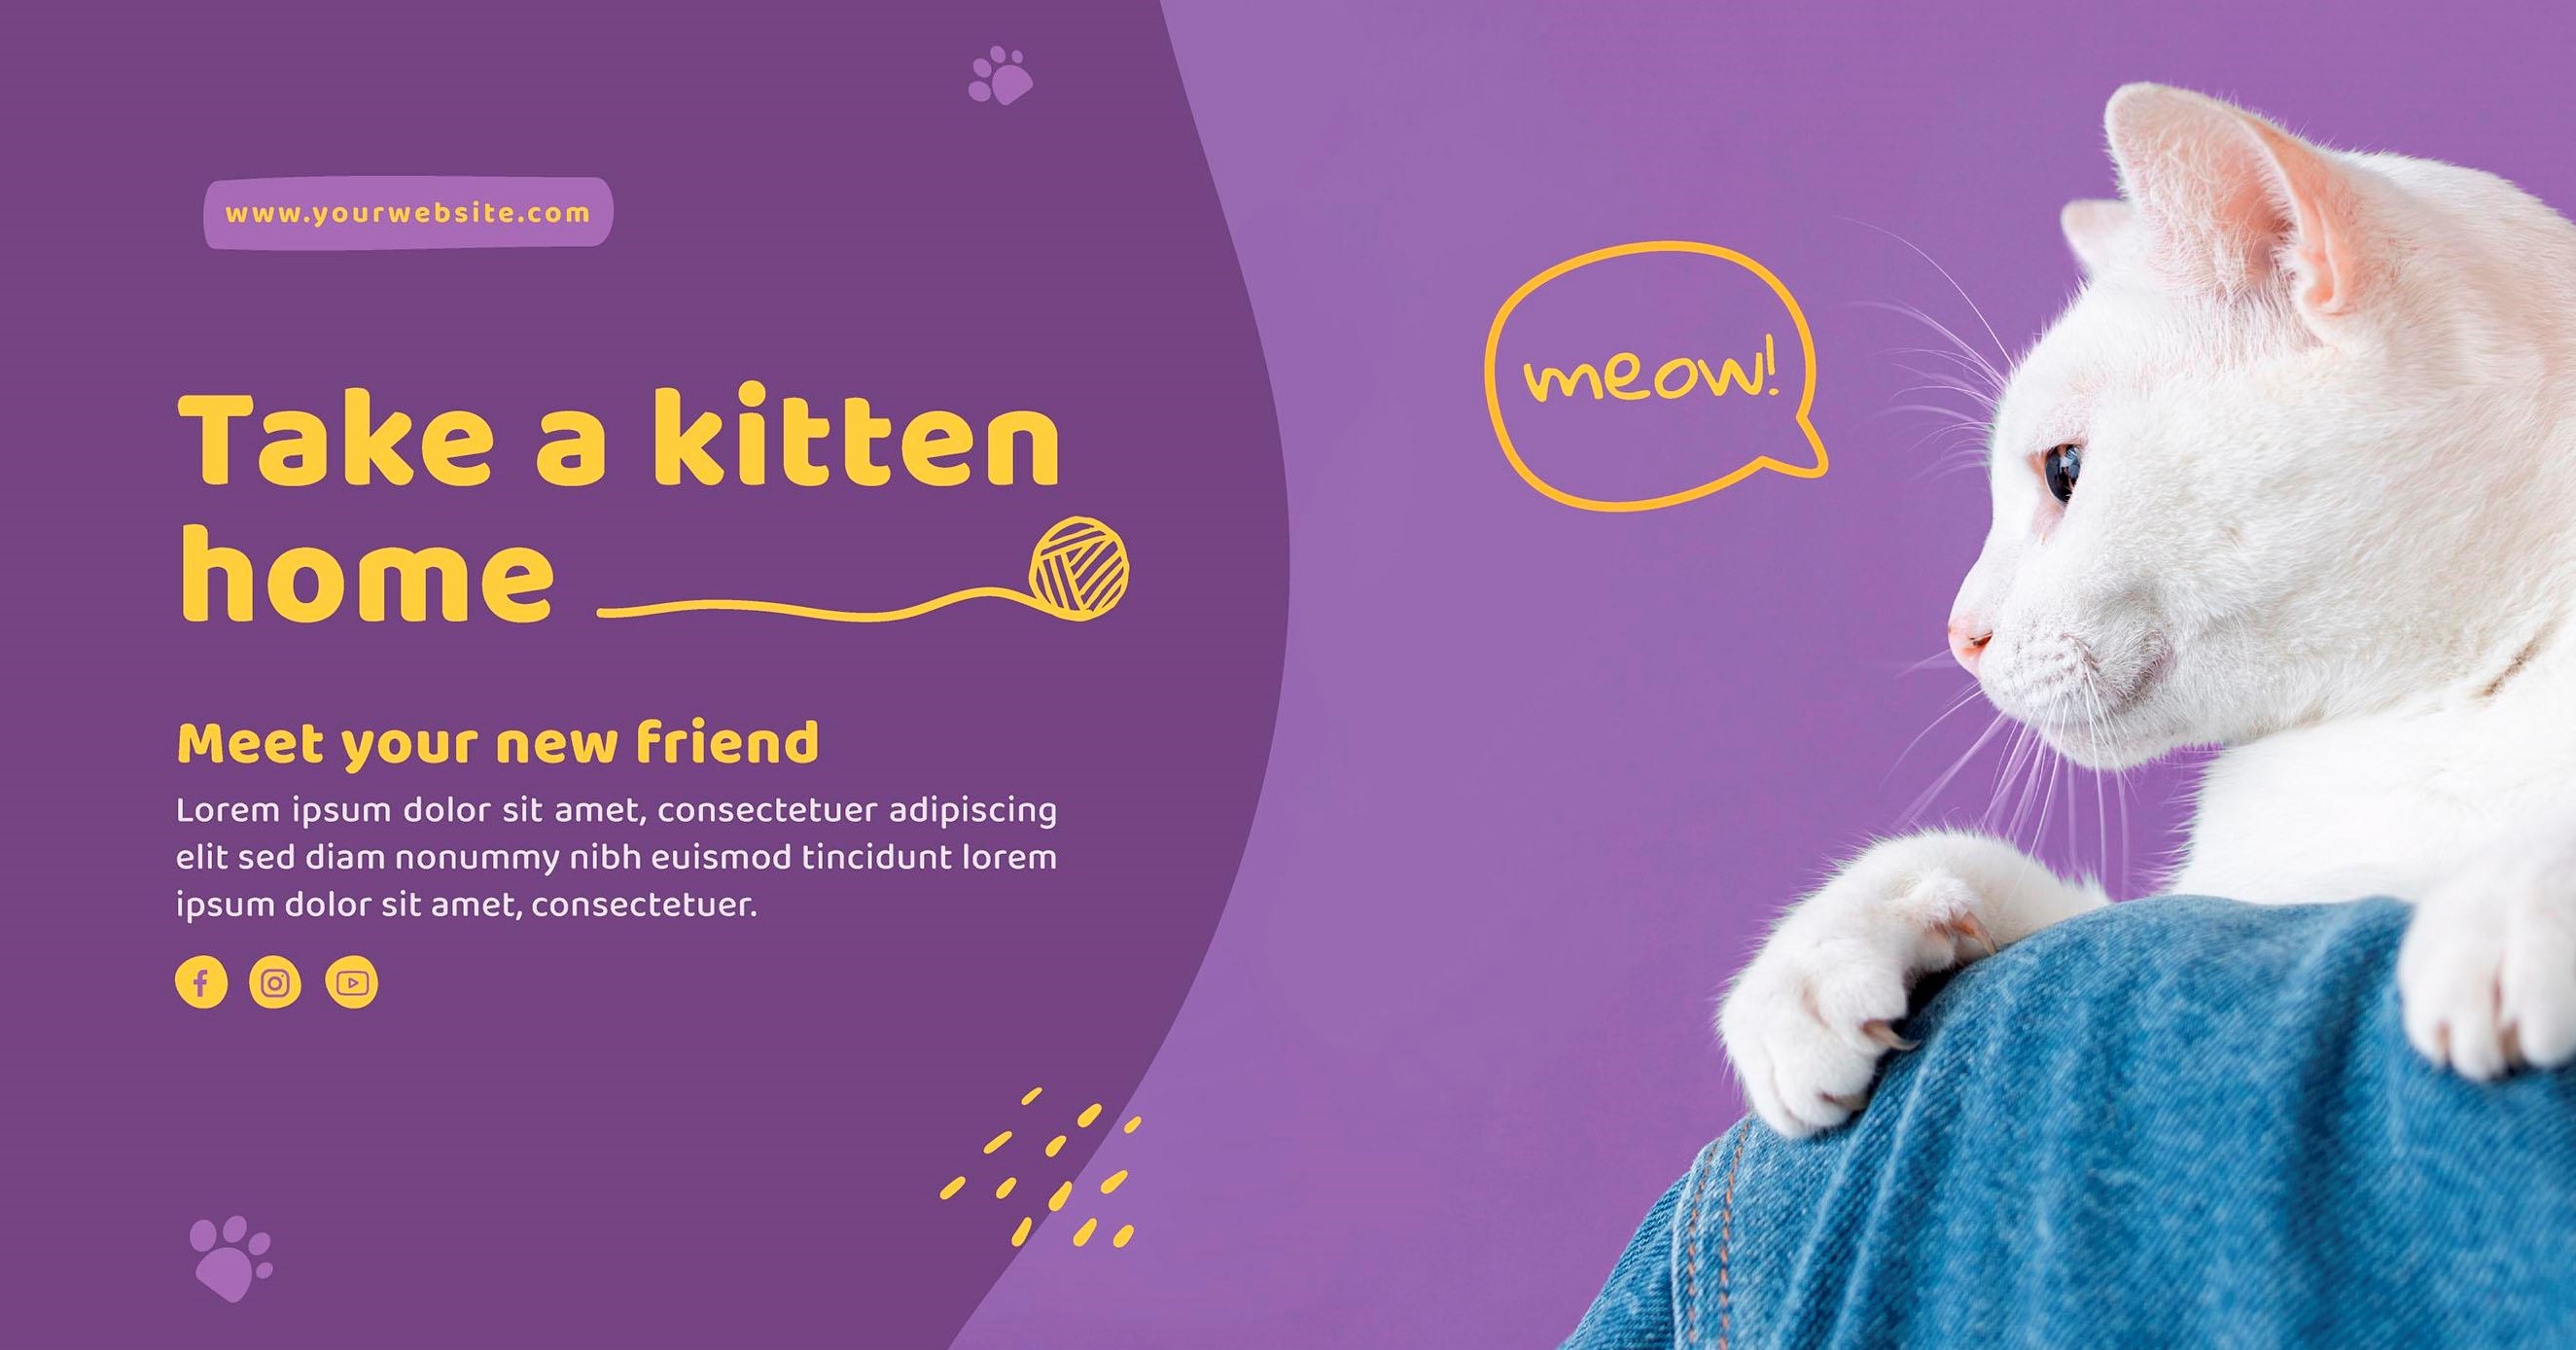 www.yourwebsite.com
Take a kitten
home
meow!
Meet your new friend
Lorem ipsum dolor sit amet, consectetuer adipiscing
elit sed diam nonummy nibh euismod tincidunt lorem
ipsum dolor sit amet, consectetuer.